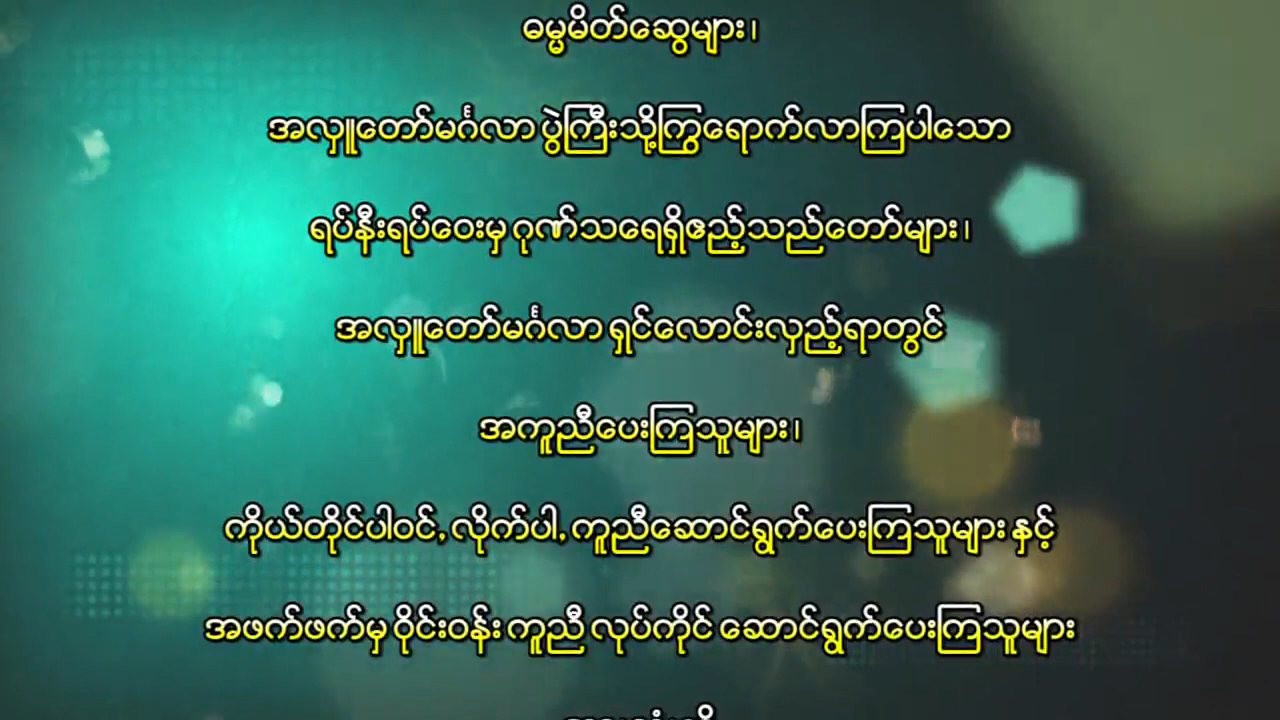 ဓမ္မမိတ်ဆွေများ၊
အလှူတော်မင်္ဂလာ ပွဲကြီးသို့ကြွရောက်လာကြပါသော
ရပ်နီးရပ်ဝေးမှ ဂုဏ်သရေရှိဧည့်သည်တော်များ၊
အလှူတော်မင်္ဂလာ ရှင်လောင်းလှည့်ရာတွင်
အကူညီပေးကြသူများ၊
ကိုယ်တိုင်ပါဝင်, လိုက်ပါ, ကူညီဆောင်ရွက်ပေးကြသူများ နှင့်
အဖက်ဖက်မှ ဝိုင်းဝန်း ကူညီ လုပ်ကိုင် ဆောင်ရွက်ပေးကြသူများ